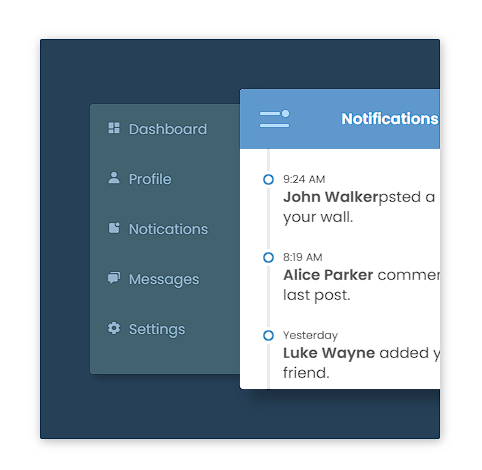 Dashboard
Profile
Notications
Messages
Settings
Notifications
9:24 AM
John Walkerpsted a
your wall.
8:19 AM
Alice Parker commer
last post.
Yesterday
Luke Wayne added y
friend.